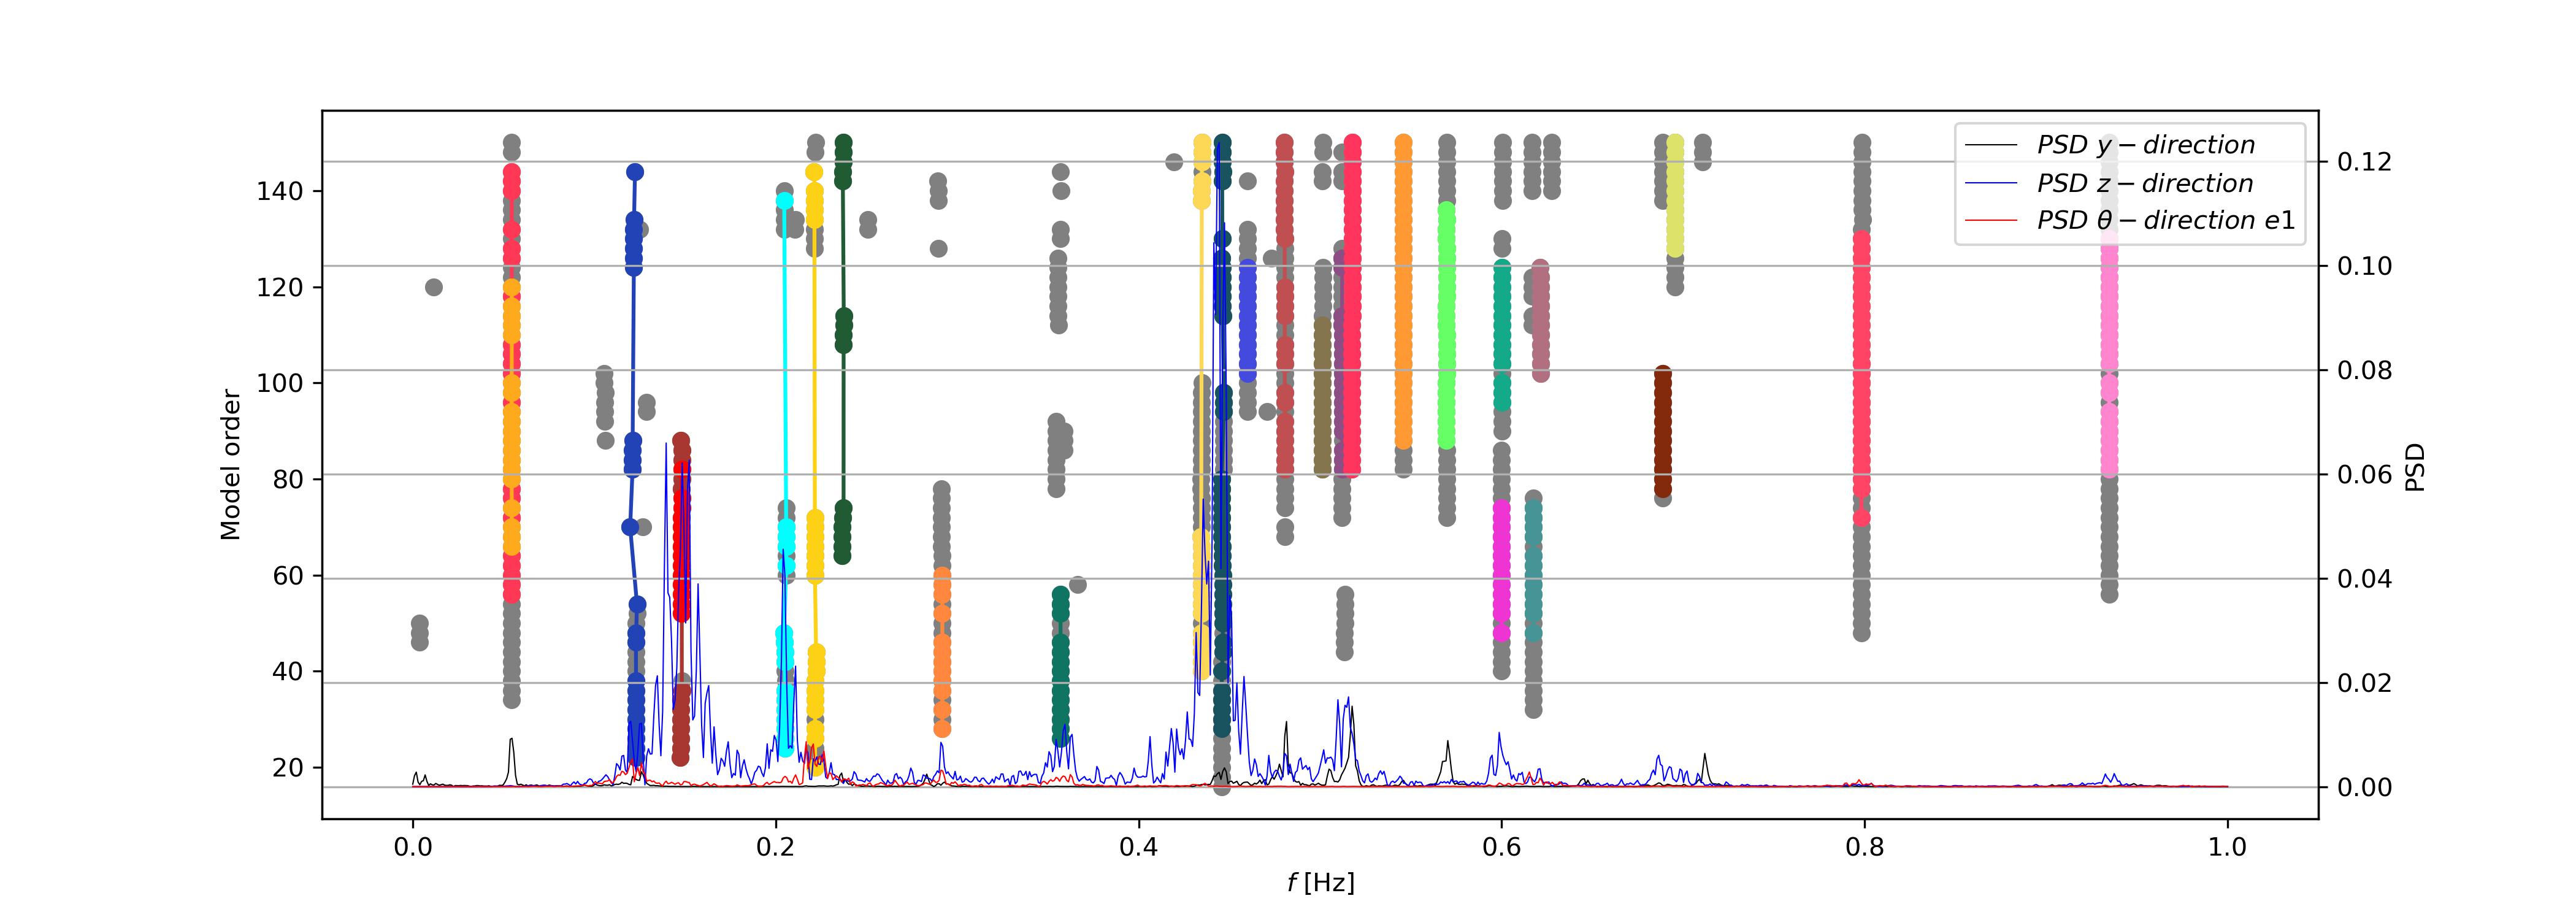 PSD y − direction
PSD z − direction
PSD θ − direction e1
Model order
140
120
100
80
60
40
20
0.12
0.10
0.08
0.06
0.04
0.02
0.00
PSD
0.0 0.2 0.4 0.6 0.8 1.0
f [Hz]